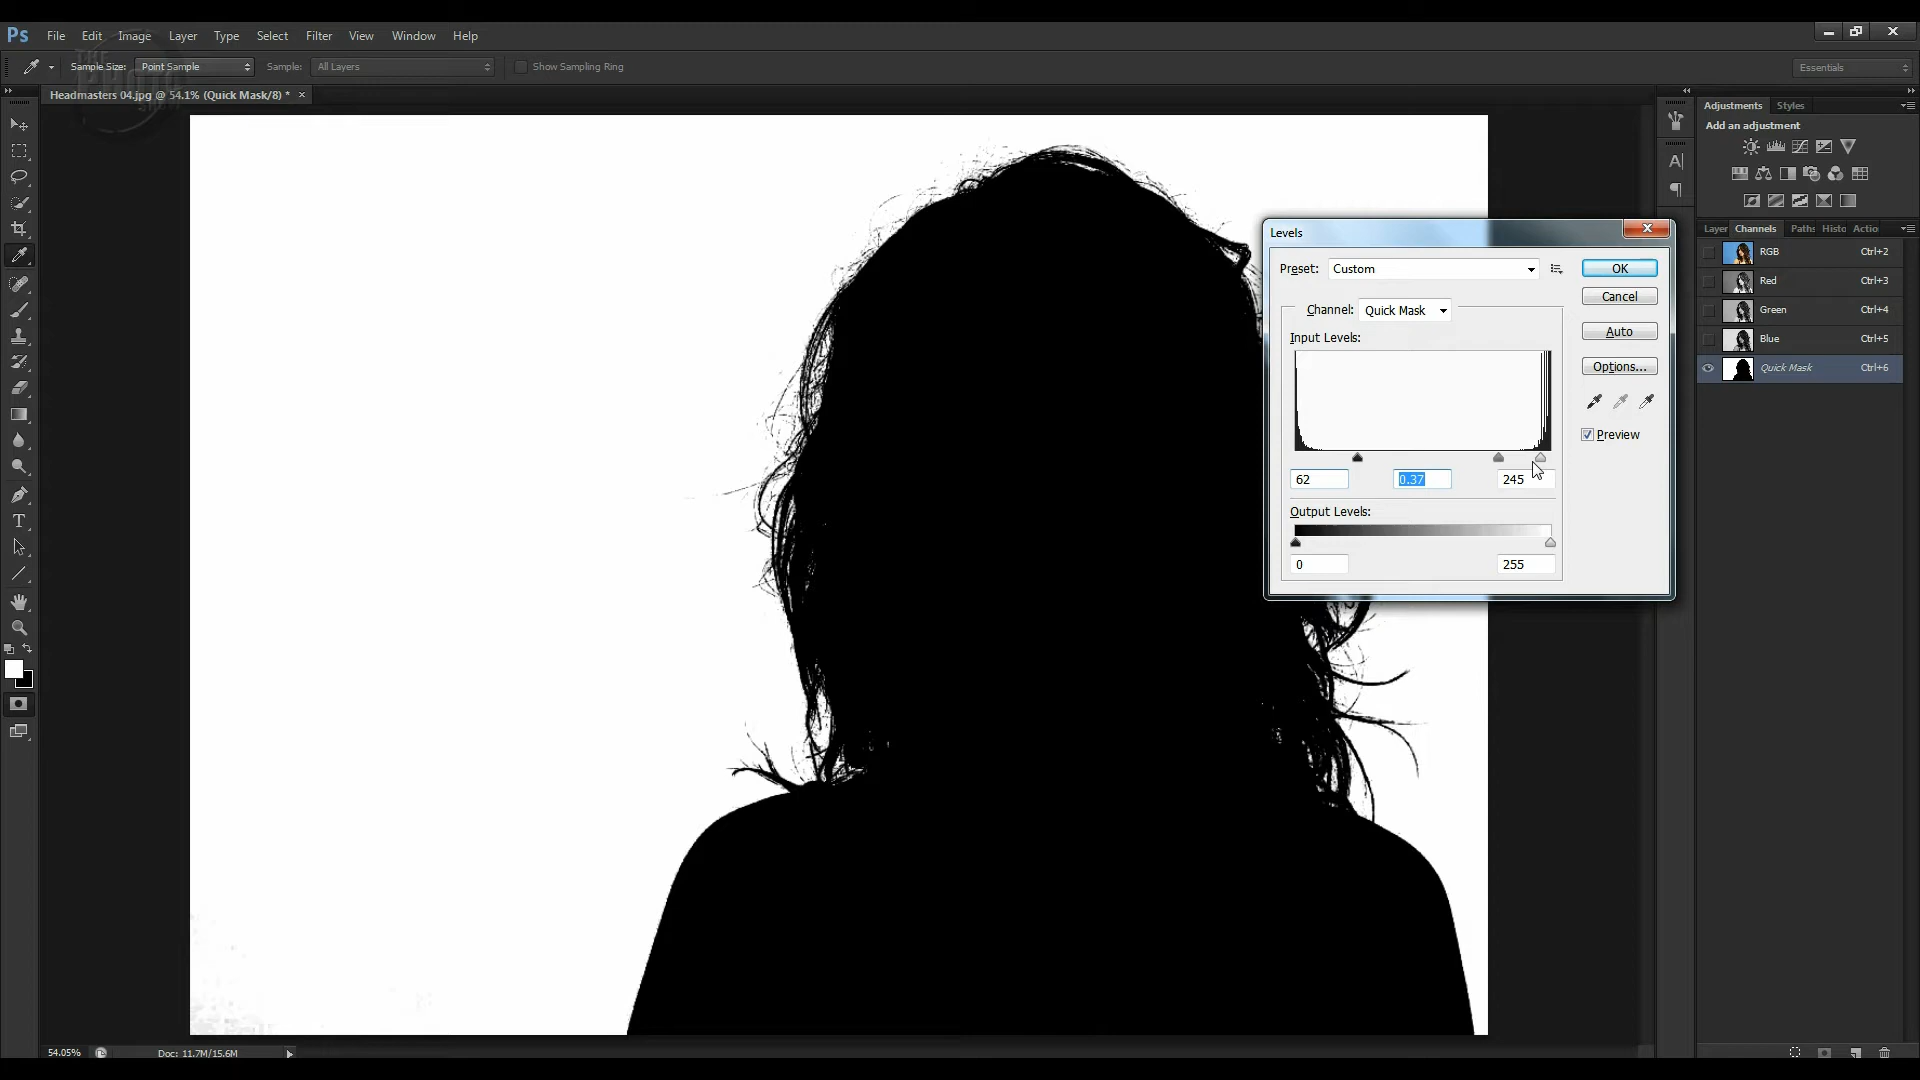 Ps File Edit Image Layer Type Select Filter View Window Help
Sample Size: Point Sample Sample: All Layers Show Sampling Ring Essentials
Headmasters 04.jpg @ 54.1% (Quick Mask/8) * ×
Adjustments Styles
Add an adjustment
Layer Channels Paths Histo Actio
RGB Ctrl+2
Red Ctrl+3
Green Ctrl+4
Blue Ctrl+5
Quick Mask Ctrl+6
Levels
Preset: Custom OK
Cancel
Channel: Quick Mask
Auto
Input Levels:
Options...
Preview
62 0.37 245
Output Levels:
0 255
54.05% Doc: 11.7M/15.6M